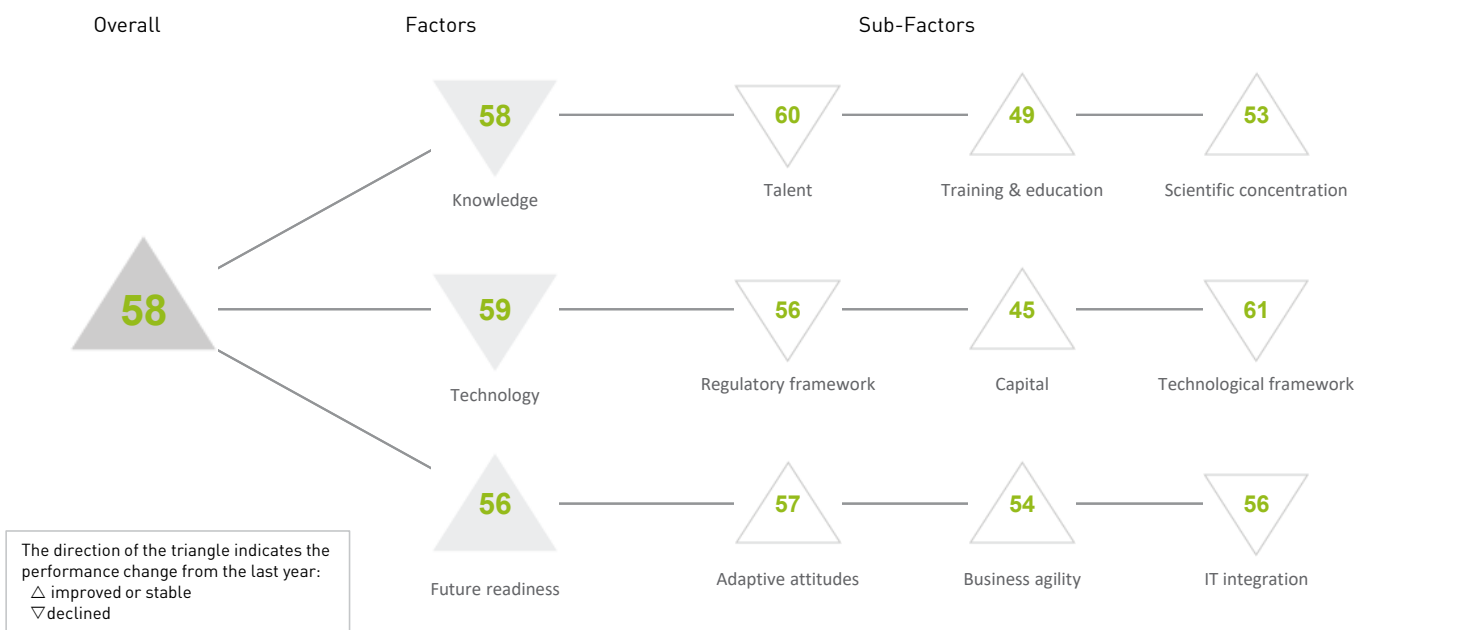 Overall Factors Sub-Factors
58 60 49 53
Knowledge Talent Training & education Scientific concentration
58
59 56 45 61
Technology Regulatory framework Capital Technological framework
56 57 54 56
Future readiness Adaptive attitudes Business agility IT integration
The direction of the triangle indicates the
performance change from the last year:
△ improved or stable
▽ declined